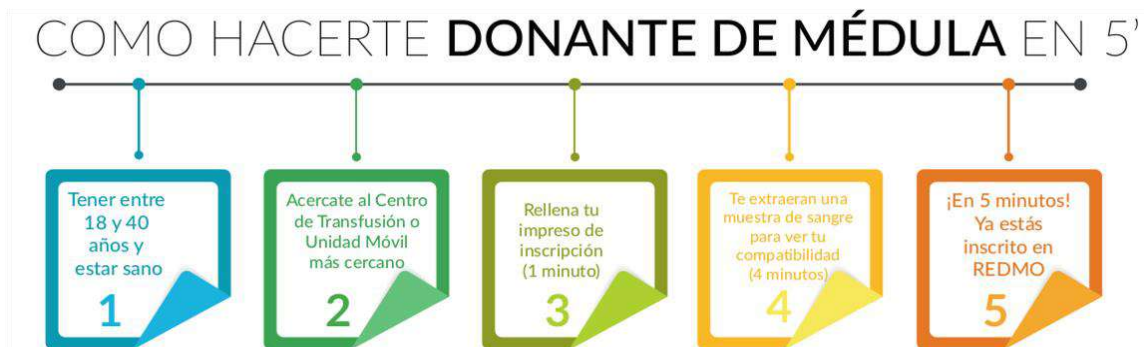 COMO HACERTE DONANTE DE MÉDULA EN 5'
Tener entre
18 y 40
años y
estar sano
1
Acercate al Centro
de Transfusión o
Unidad Móvil
más cercano
2
Rellena tu
impreso de
inscripción
(1 minuto)
3
Te extraeran una
muestra de sangre
para ver tu
compatibilidad
(4 minutos)
4
¡En 5 minutos!
Ya estás
inscrito en
REDMO
5